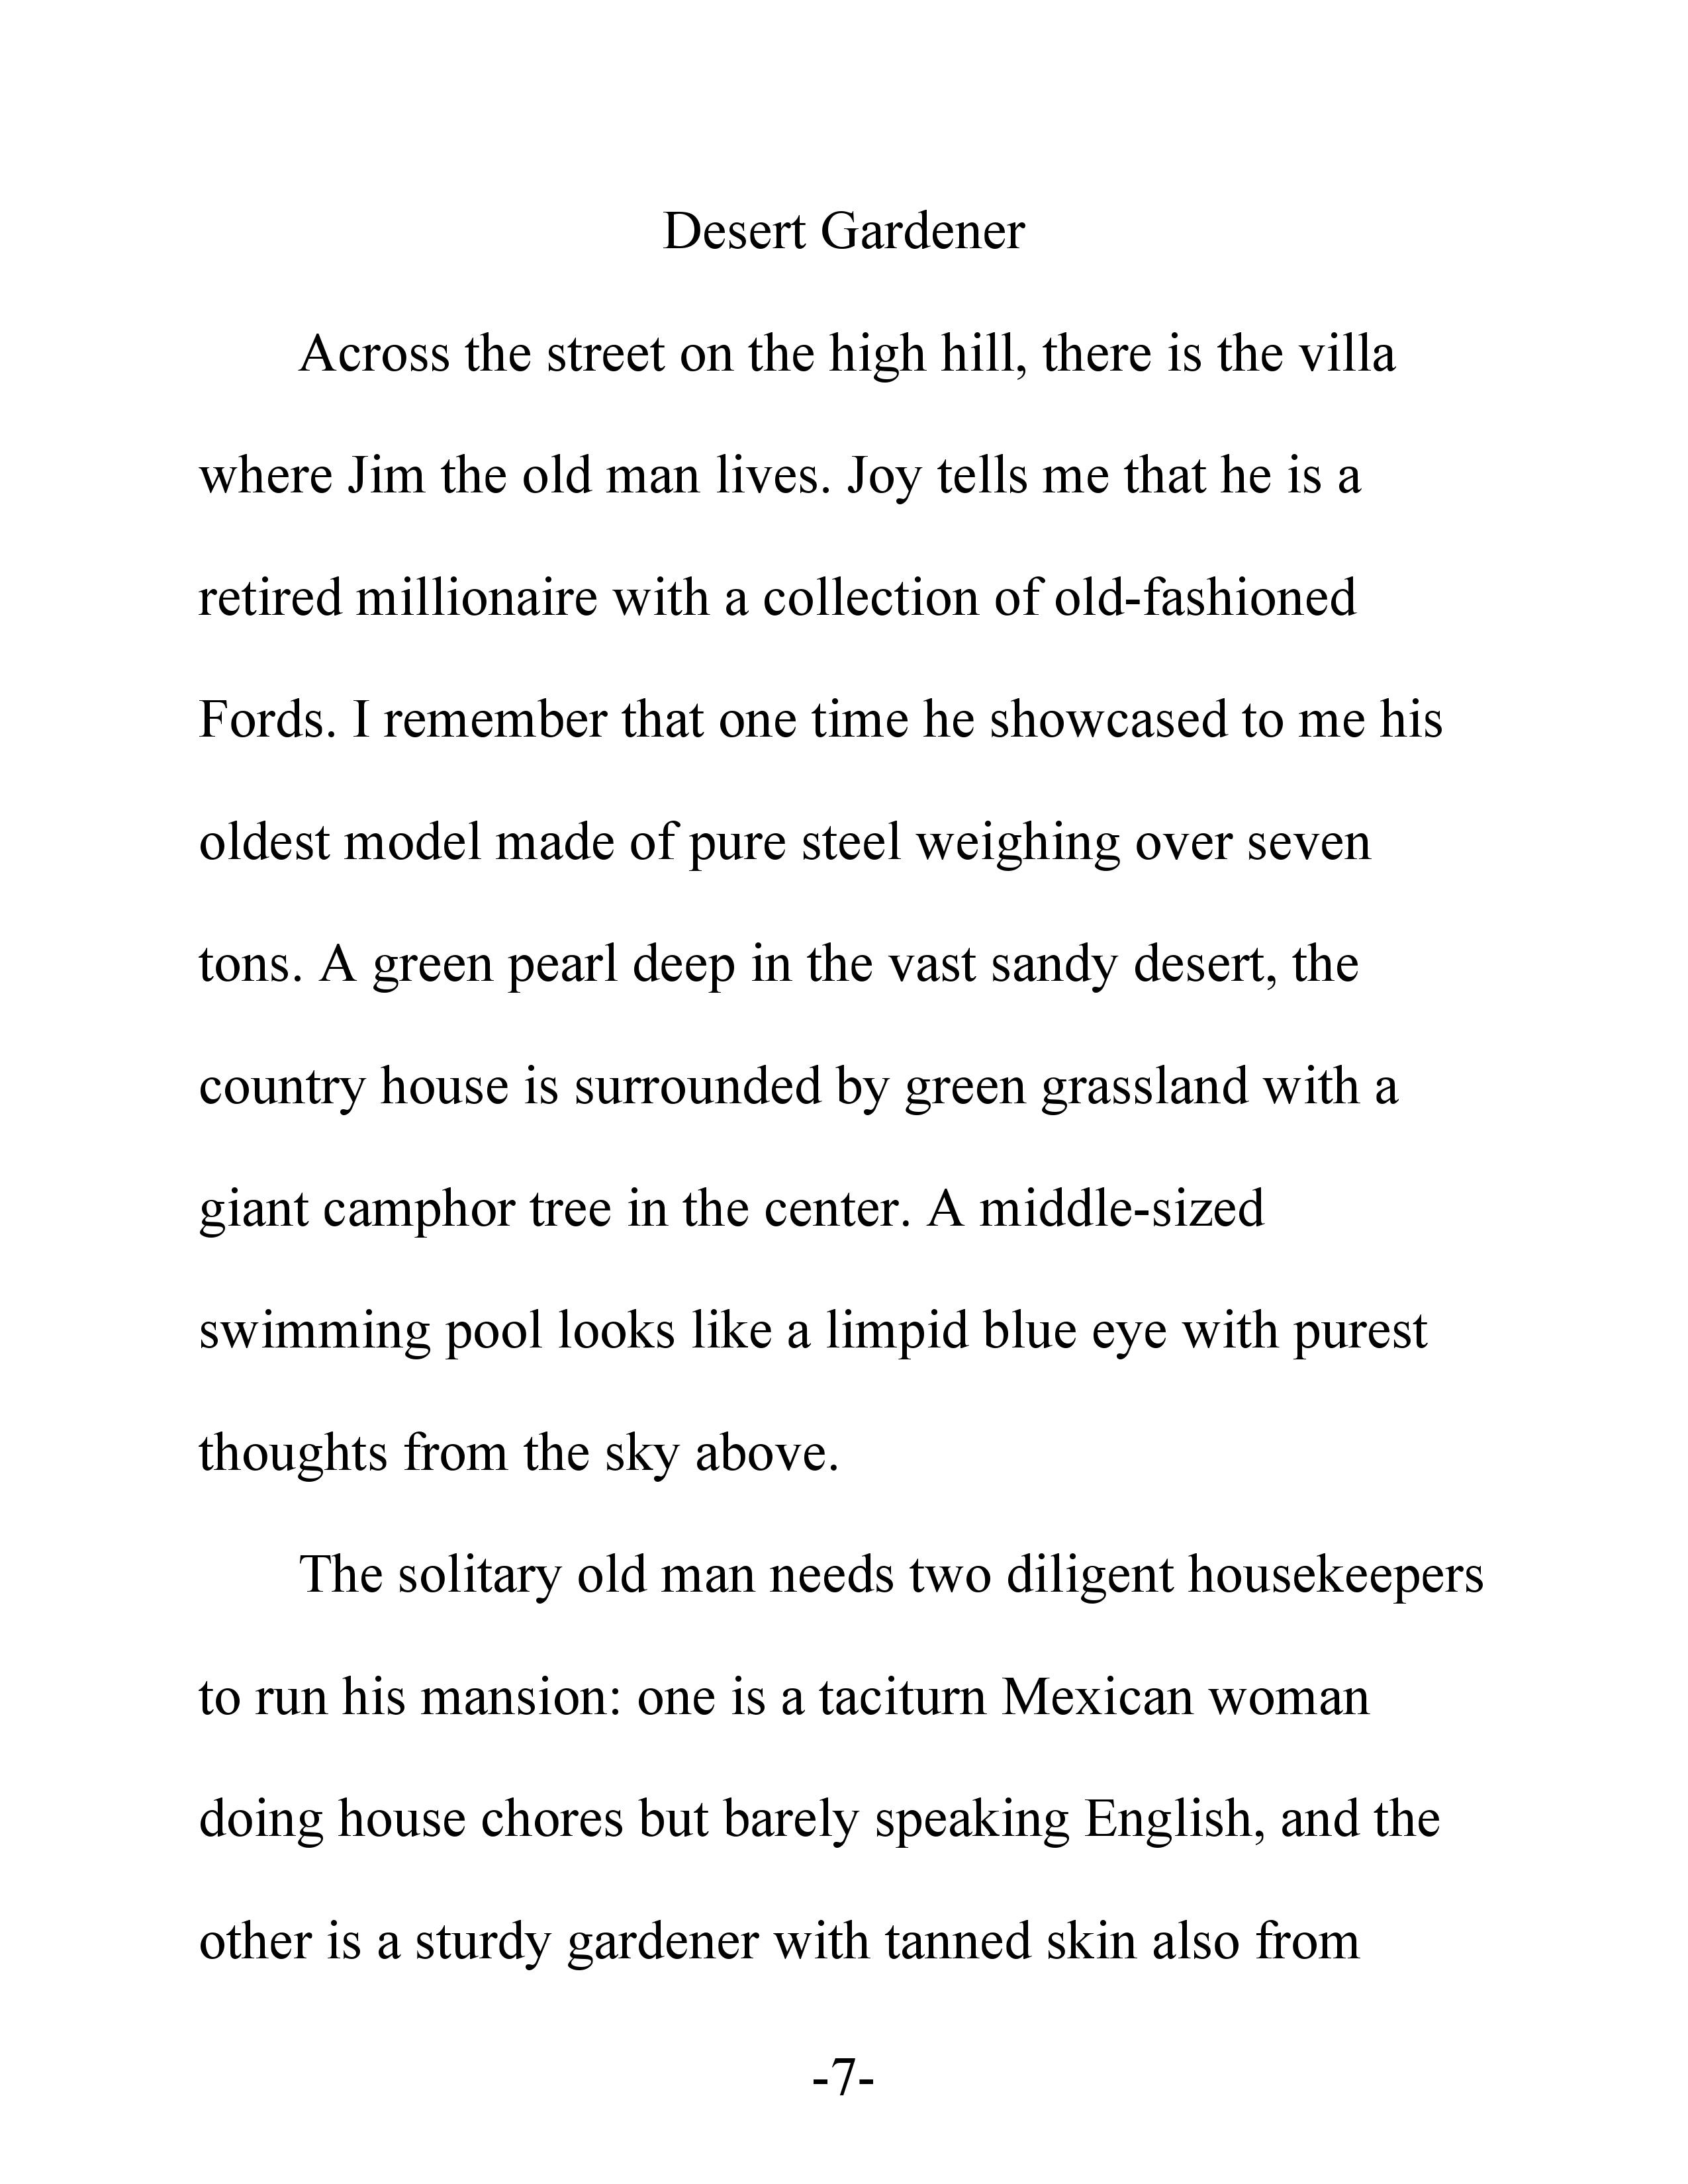 Desert Gardener
Across the street on the high hill, there is the villa
where Jim the old man lives. Joy tells me that he is a
retired millionaire with a collection of old-fashioned
Fords. I remember that one time he showcased to me his
oldest model made of pure steel weighing over seven
tons. A green pearl deep in the vast sandy desert, the
country house is surrounded by green grassland with a
giant camphor tree in the center. A middle-sized
swimming pool looks like a limpid blue eye with purest
thoughts from the sky above.
The solitary old man needs two diligent housekeepers
to run his mansion: one is a taciturn Mexican woman
doing house chores but barely speaking English, and the
other is a sturdy gardener with tanned skin also from
-7-